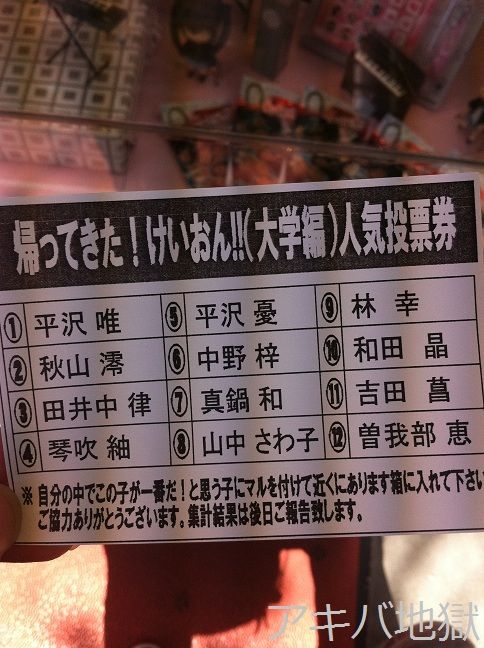 帰ってきた！けいおん!!(大学編)人気投票券
① 平沢 唯 ⑤ 平沢 憂 ⑨ 林 幸
② 秋山 澪 ⑥ 中野 梓 ⑩ 和田 晶
③ 田井中 律 ⑦ 真鍋 和 ⑪ 吉田 菖
④ 琴吹 紬 ⑧ 山中 さわ子 ⑫ 曽我部 恵
※ 自分の中でこの子が一番だ！と思う子にマルを付けて近くにあります箱に入れて下さい
ご協力ありがとうございます。集計結果は後日ご報告致します。
アキバ地獄